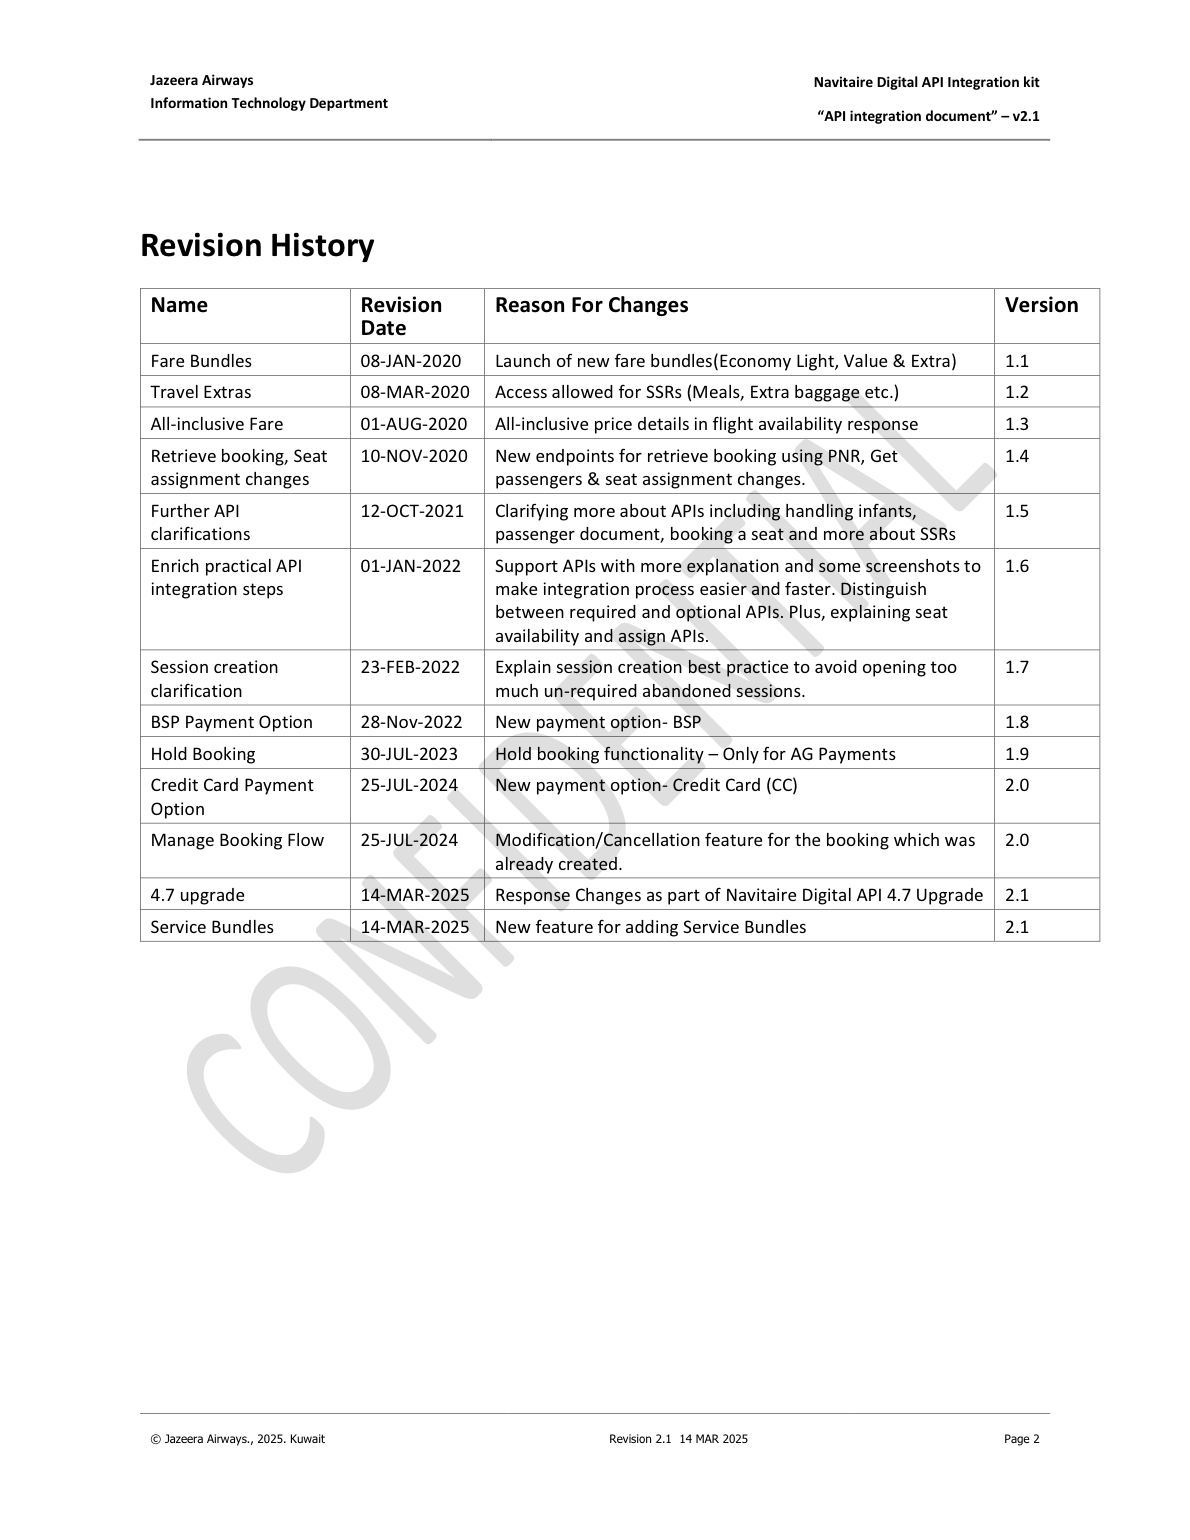 Jazeera Airways
Information Technology Department
Navitaire Digital API Integration kit
“API integration document” – v2.1
Revision History
Name Revision Date Reason For Changes Version
Fare Bundles 08-JAN-2020 Launch of new fare bundles(Economy Light, Value & Extra) 1.1
Travel Extras 08-MAR-2020 Access allowed for SSRs (Meals, Extra baggage etc.) 1.2
All-inclusive Fare 01-AUG-2020 All-inclusive price details in flight availability response 1.3
Retrieve booking, Seat 10-NOV-2020 New endpoints for retrieve booking using PNR, Get 1.4
assignment changes passengers & seat assignment changes.
Further API 12-OCT-2021 Clarifying more about APIs including handling infants, 1.5
clarifications passenger document, booking a seat and more about SSRs
Enrich practical API 01-JAN-2022 Support APIs with more explanation and some screenshots to 1.6
integration steps make integration process easier and faster. Distinguish
between required and optional APIs. Plus, explaining seat
availability and assign APIs.
Session creation 23-FEB-2022 Explain session creation best practice to avoid opening too 1.7
clarification much un-required abandoned sessions.
BSP Payment Option 28-Nov-2022 New payment option- BSP 1.8
Hold Booking 30-JUL-2023 Hold booking functionality – Only for AG Payments 1.9
Credit Card Payment 25-JUL-2024 New payment option- Credit Card (CC) 2.0
Option
Manage Booking Flow 25-JUL-2024 Modification/Cancellation feature for the booking which was 2.0
already created.
4.7 upgrade 14-MAR-2025 Response Changes as part of Navitaire Digital API 4.7 Upgrade 2.1
Service Bundles 14-MAR-2025 New feature for adding Service Bundles 2.1
CONFIDENTIAL
© Jazeera Airways., 2025. Kuwait Revision 2.1 14 MAR 2025 Page 2